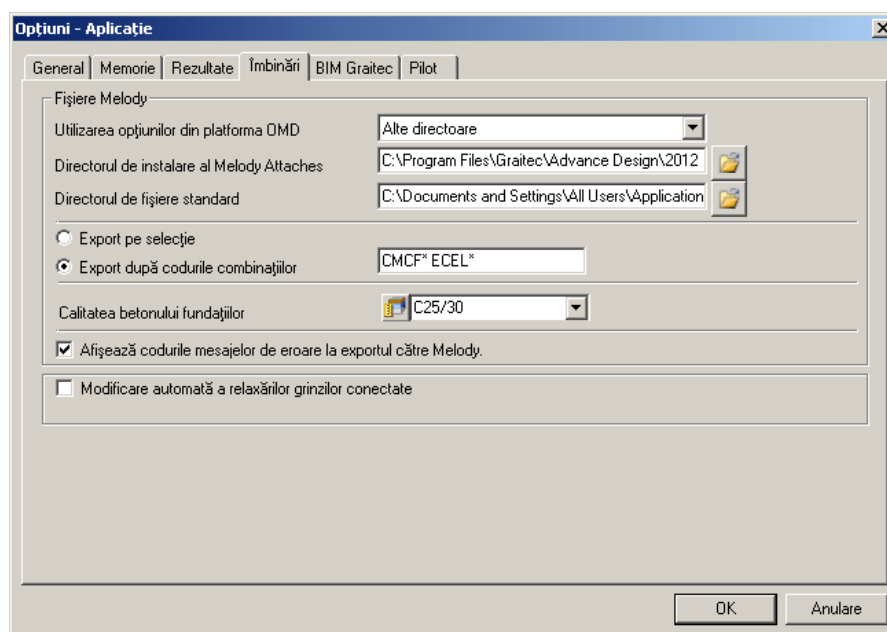 Opțiuni - Aplicație
General Memorie Rezultate Îmbinări BIM Graitec Pilot
Fișiere Melody
Utilizarea opțiunilor din platforma OMD Alte directoare
Directorul de instalare al Melody Attaches C:\Program Files\Graitec\Advance Design\2012
Directorul de fișiere standard C:\Documents and Settings\All Users\Application
Export pe selecție
Export după codurile combinațiilor CMCF* ECEL*
Calitatea betonului fundațiilor C25/30
Afișează codurile mesajelor de eroare la exportul către Melody.
Modificare automată a relaxărilor grinzilor conectate
OK Anulare